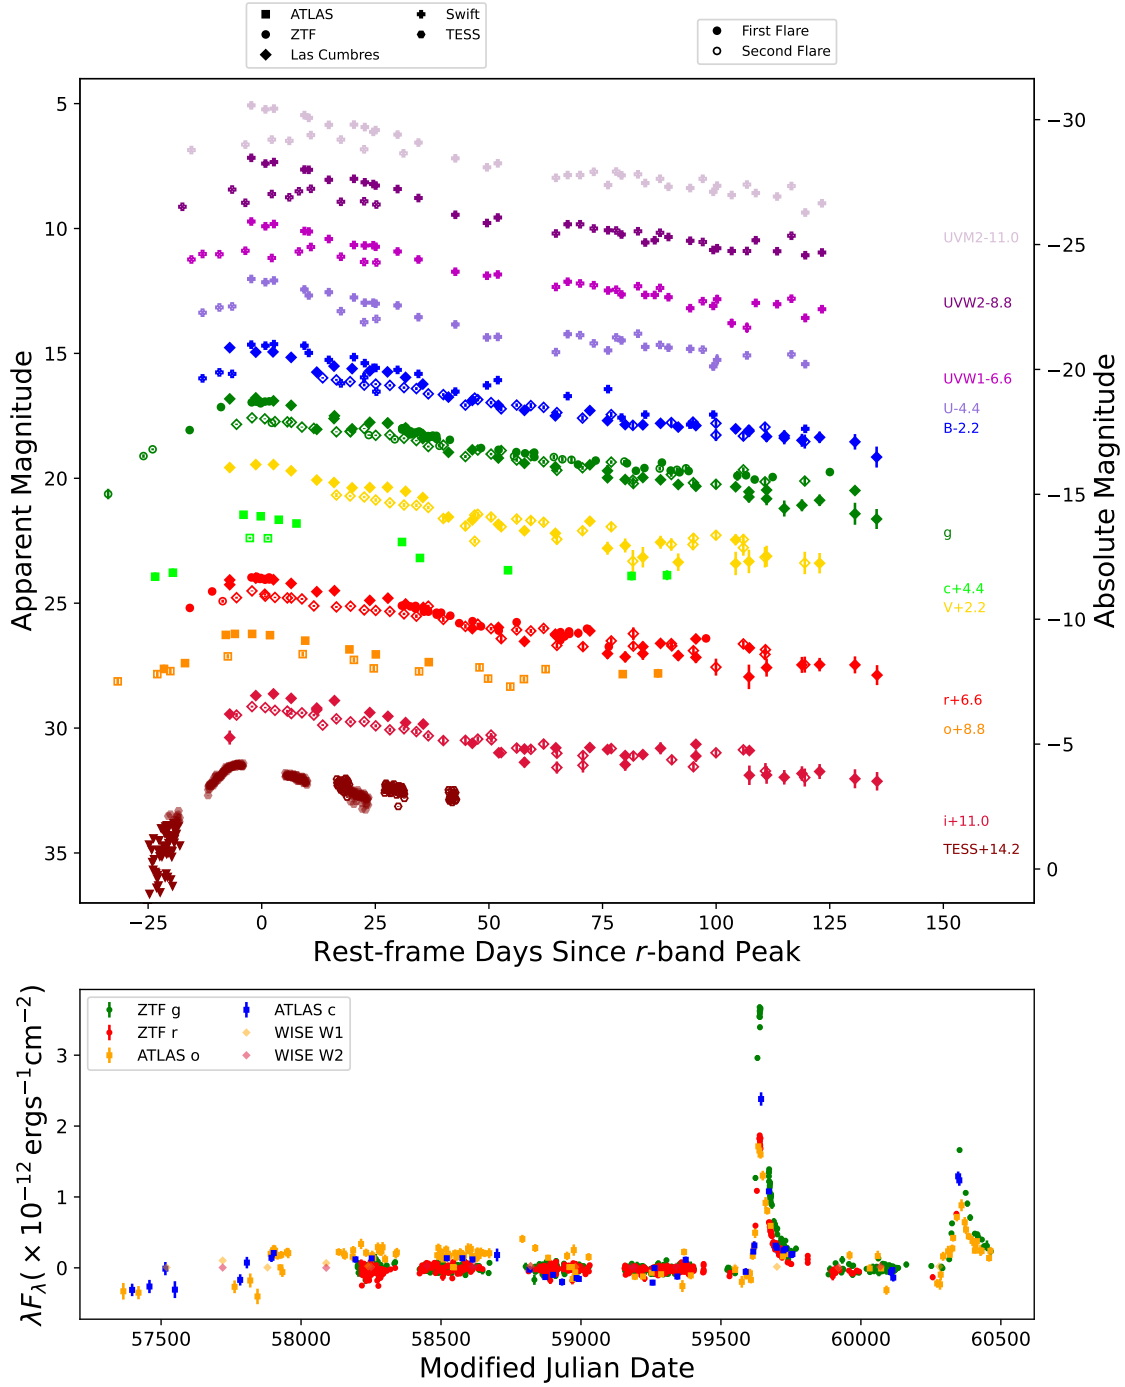 ATLAS
ZTF
Las Cumbres
Swift
TESS
First Flare
Second Flare
5
10
15
20
25
30
35
Apparent Magnitude
−30
−25
−20
−15
−10
−5
0
Absolute Magnitude
UVM2-11.0
UVW2-8.8
UVW1-6.6
U-4.4
B-2.2
g
c+4.4
V+2.2
r+6.6
o+8.8
i+11.0
TESS+14.2
−25 0 25 50 75 100 125 150
Rest-frame Days Since r-band Peak
ZTF g
ZTF r
ATLAS o
ATLAS c
WISE W1
WISE W2
3
2
1
0
λFλ( × 10−12 ergs−1cm−2)
57500 58000 58500 59000 59500 60000 60500
Modified Julian Date